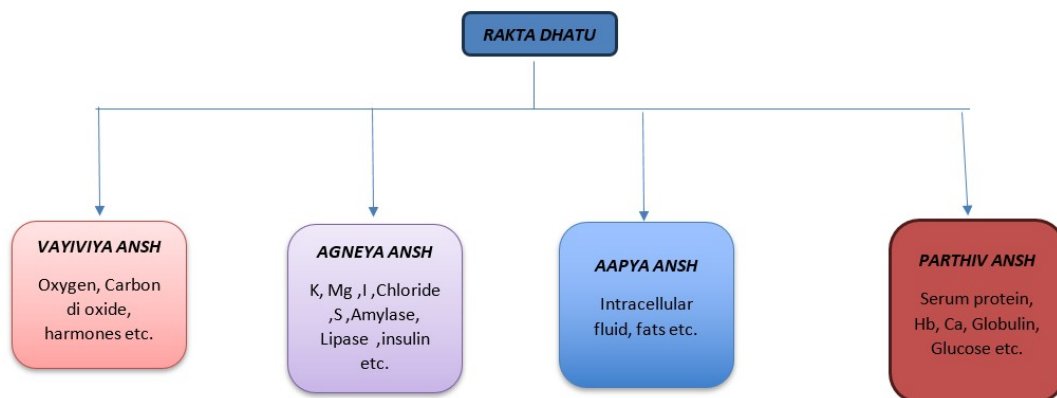 RAKTA DHATU
VAYIVIYA ANSH
Oxygen, Carbon
di oxide,
harmones etc.
AGNEYA ANSH
K, Mg ,I ,Chloride
,S ,Amylase,
Lipase ,insulin
etc.
AAPYA ANSH
Intracellular
fluid, fats etc.
PARTHIV ANSH
Serum protein,
Hb, Ca, Globulin,
Glucose etc.